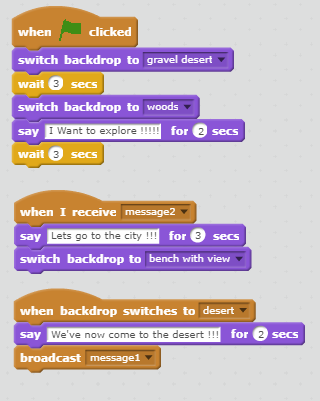 when clicked
switch backdrop to gravel desert
wait 3 secs
switch backdrop to woods
say I Want to explore !!!!! for 2 secs
wait 3 secs
when I receive message2
say Lets go to the city !!! for 3 secs
switch backdrop to bench with view
when backdrop switches to desert
say We've now come to the desert !!! for 2 secs
broadcast message1